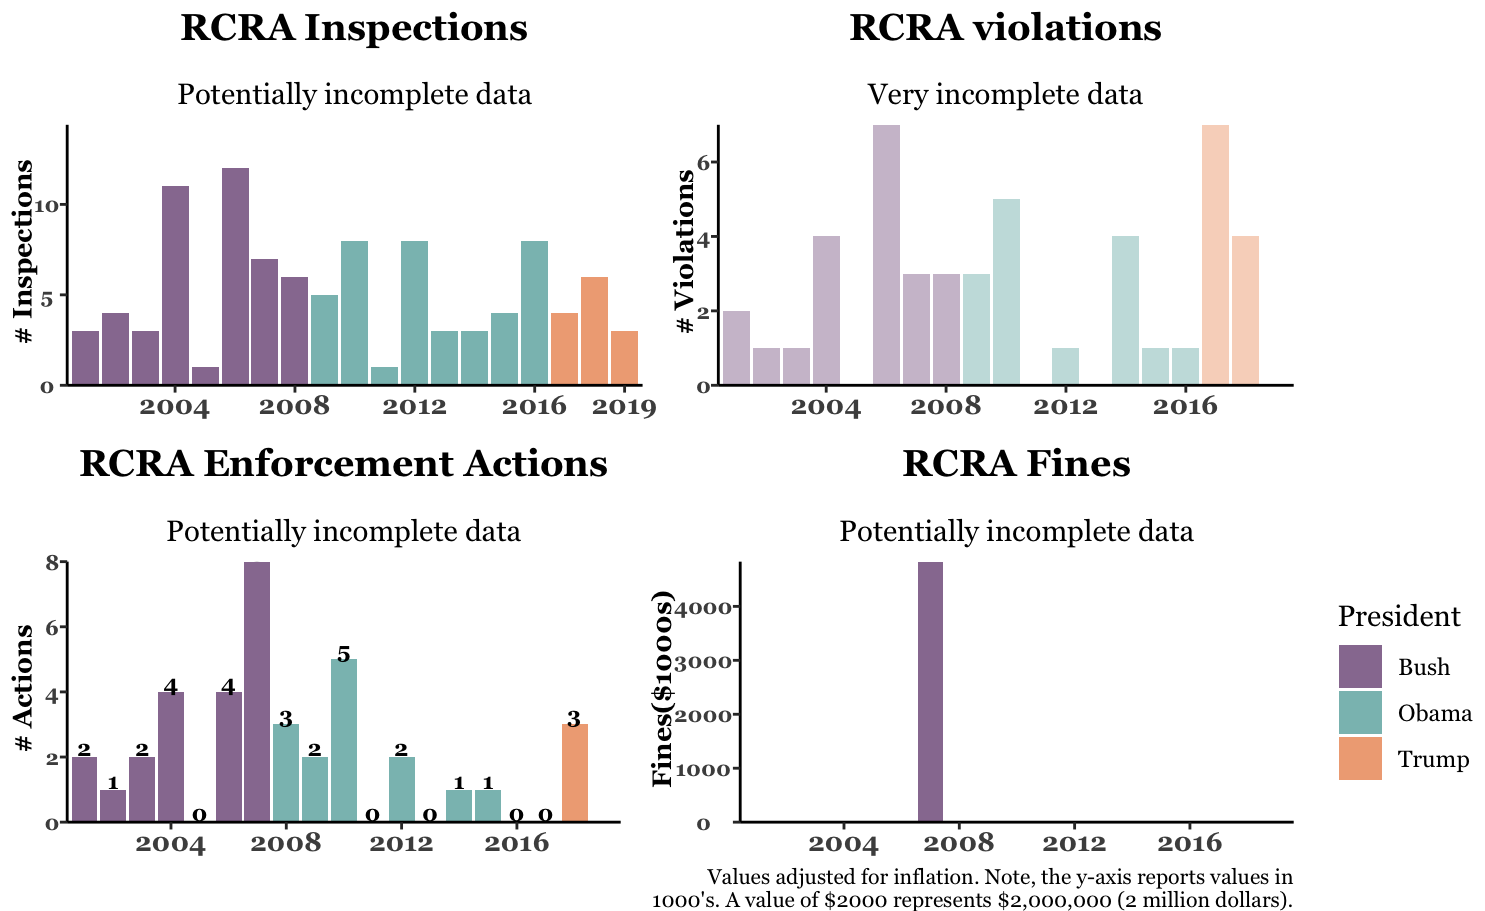 RCRA Inspections
Potentially incomplete data
# Inspections
10
5
0
2004 2008 2012 2016 2019
RCRA violations
Very incomplete data
# Violations
6
4
2
0
2004 2008 2012 2016
RCRA Enforcement Actions
Potentially incomplete data
# Actions
8
6
4
2
0
2 1 2 4 0 4 3 2 5 0 2 0 1 1 0 0 3
2004 2008 2012 2016
RCRA Fines
Potentially incomplete data
Fines($1000s)
4000
3000
2000
1000
0
2004 2008 2012 2016
President
Bush
Obama
Trump
Values adjusted for inflation. Note, the y-axis reports values in
1000's. A value of $2000 represents $2,000,000 (2 million dollars).